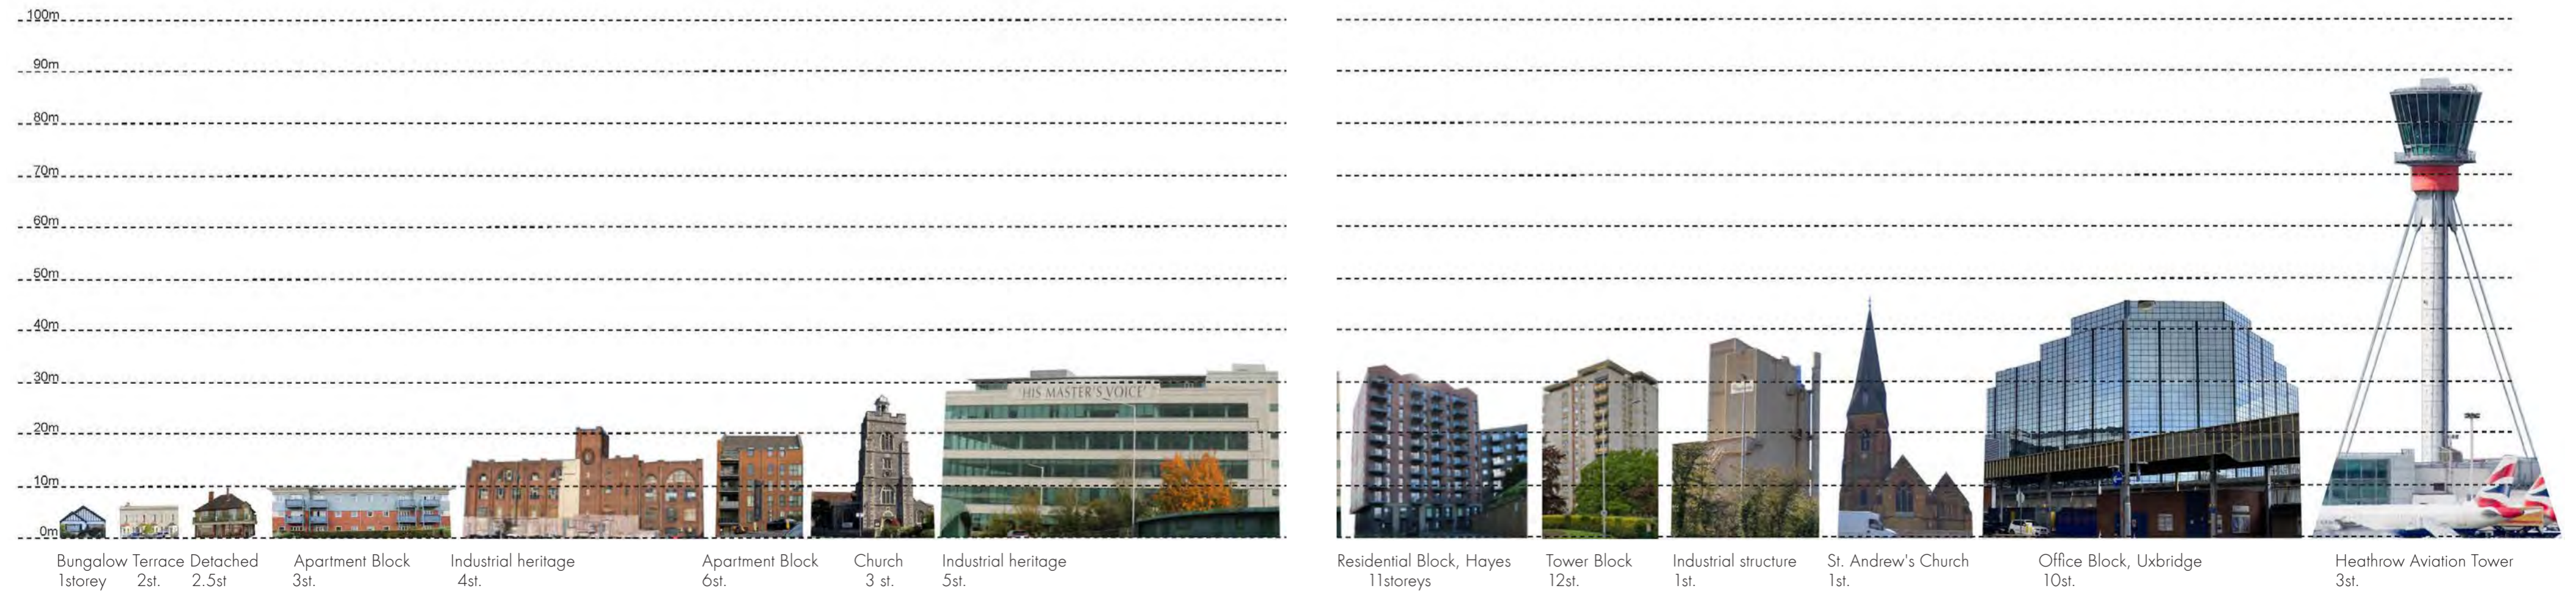 100m
90m
80m
70m
60m
50m
40m
30m
20m
10m
0m
HIS MASTER'S VOICE
Bungalow Terrace Detached Apartment Block Industrial heritage Apartment Block Church Industrial heritage Residential Block, Hayes Tower Block Industrial structure St. Andrew's Church Office Block, Uxbridge Heathrow Aviation Tower
1storey 2st. 2.5st 3st. 4st. 6st. 3 st. 5st. 11storeys 12st. 1st. 1st. 10st. 3st.